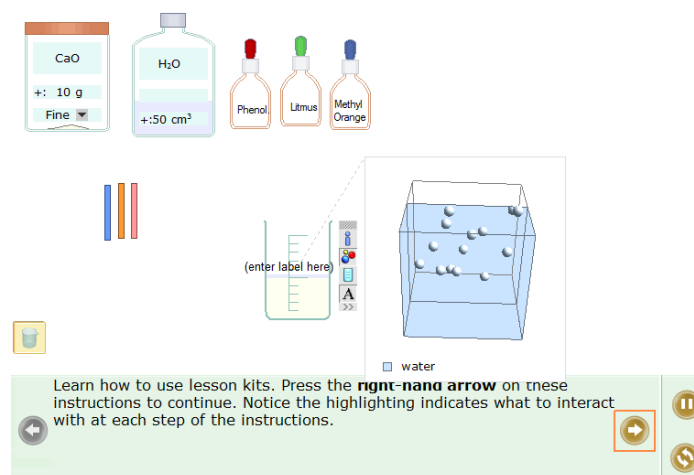 CaO
+: 10 g
Fine
H₂O
+:50 cm³
Phenol.
Litmus
Methyl
Orange
(enter label here)
A
water
Learn how to use lesson kits. Press the right-hand arrow on these
instructions to continue. Notice the highlighting indicates what to interact
with at each step of the instructions.